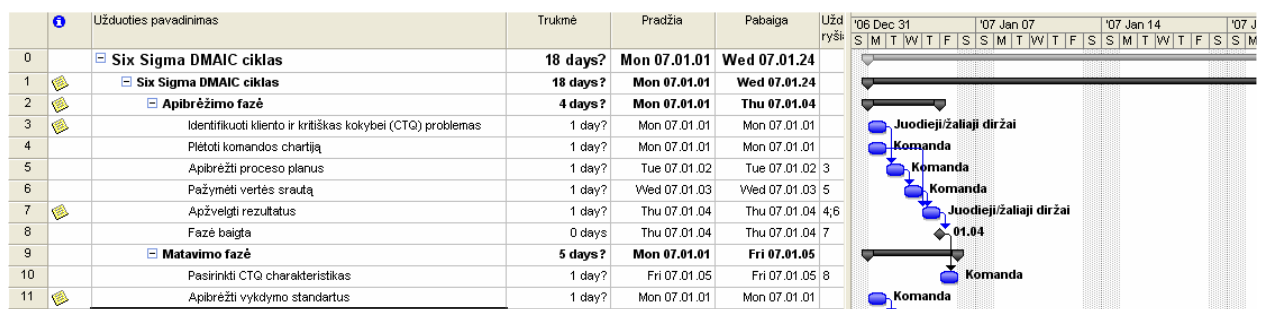 Užduoties pavadinimas Trukmė Pradžia Pabaiga Užd ryši '06 Dec 31 '07 Jan 07 '07 Jan 14 '07 J
S M T W T F S S M T W T F S S M T W T F S S M
0 Six Sigma DMAIC ciklas 18 days? Mon 07.01.01 Wed 07.01.24
1 Six Sigma DMAIC ciklas 18 days? Mon 07.01.01 Wed 07.01.24
2 Apibrėžimo fazė 4 days? Mon 07.01.01 Thu 07.01.04
3 Identifikuoti kliento ir kritiškas kokybei (CTQ) problemas 1 day? Mon 07.01.01 Mon 07.01.01 Juodieji/žaliaji diržai
4 Plėtoti komandos chartiją 1 day? Mon 07.01.01 Mon 07.01.01 Komanda
5 Apibrėžti proceso planus 1 day? Tue 07.01.02 Tue 07.01.02 3 Komanda
6 Pažymėti vertės srautą 1 day? Wed 07.01.03 Wed 07.01.03 5 Komanda
7 Apžvelgti rezultatus 1 day? Thu 07.01.04 Thu 07.01.04 4;6 Juodieji/žaliaji diržai
8 Fazė baigta 0 days Thu 07.01.04 Thu 07.01.04 7 01.04
9 Matavimo fazė 5 days? Mon 07.01.01 Fri 07.01.05
10 Pasirinkti CTQ charakteristikas 1 day? Fri 07.01.05 Fri 07.01.05 8 Komanda
11 Apibrėžti vykdymo standartus 1 day? Mon 07.01.01 Mon 07.01.01 Komanda